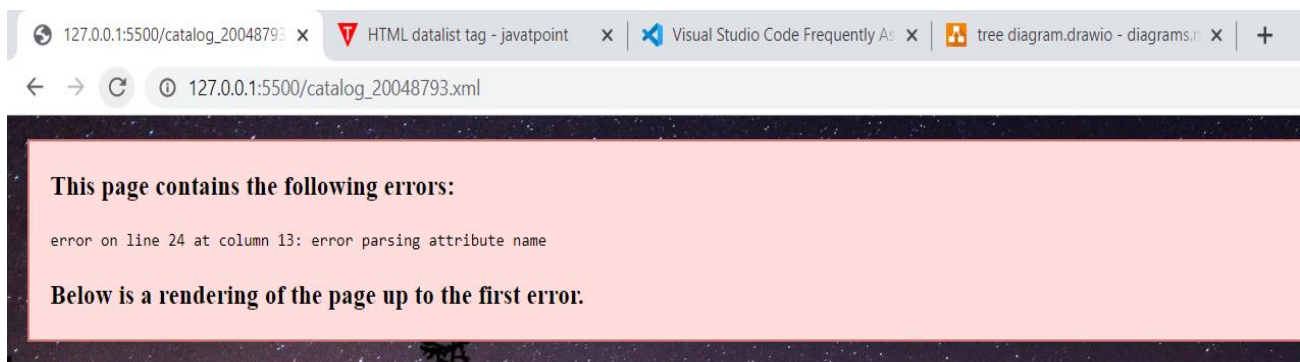 127.0.0.1:5500/catalog_20048793
HTML datalist tag - javatpoint
Visual Studio Code Frequently As
tree diagram.drawio - diagrams.n
127.0.0.1:5500/catalog_20048793.xml
This page contains the following errors:
error on line 24 at column 13: error parsing attribute name
Below is a rendering of the page up to the first error.